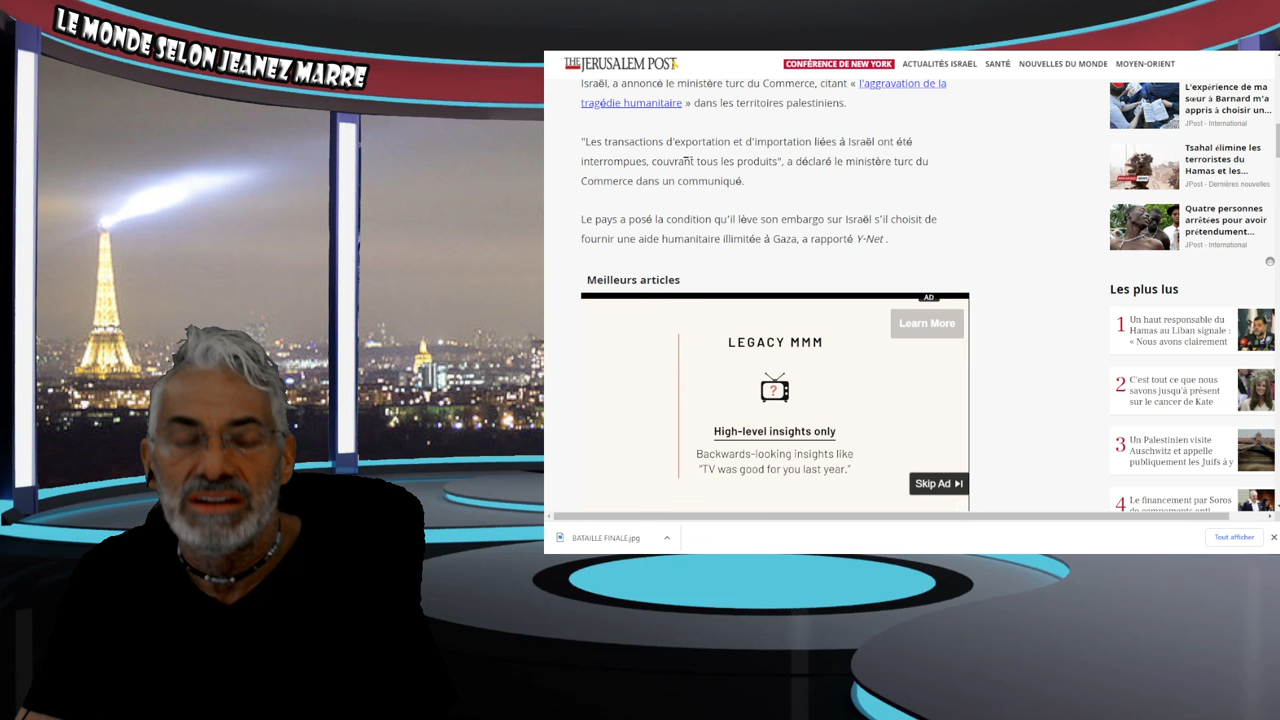 LE MONDE SELON JEANEZ MARRE
THE JERUSALEM POST
CONFÉRENCE DE NEW YORK
ACTUALITÉS ISRAËL
SANTÉ
NOUVELLES DU MONDE
MOYEN-ORIENT
Israël, a annoncé le ministère turc du Commerce, citant « l'aggravation de la
tragédie humanitaire » dans les territoires palestiniens.
"Les transactions d'exportation et d'importation liées à Israël ont été
interrompues, couvrant tous les produits", a déclaré le ministère turc du
Commerce dans un communiqué.
Le pays a posé la condition qu'il lève son embargo sur Israël s'il choisit de
fournir une aide humanitaire illimitée à Gaza, a rapporté Y-Net .
Meilleurs articles
AD
Learn More
LEGACY MMM
?
High-level insights only
Backwards-looking insights like
"TV was good for you last year."
Skip Ad
L'expérience de ma
sœur à Barnard m'a
appris à choisir un...
JPost - International
Tsahal élimine les
terroristes du
Hamas et les...
JPost - Dernières nouvelles
Quatre personnes
arrêtées pour avoir
prétendument...
JPost - International
Les plus lus
1 Un haut responsable du
Hamas au Liban signale :
« Nous avons clairement
2 C'est tout ce que nous
savons jusqu'à présent
sur le cancer de Kate
3 Un Palestinien visite
Auschwitz et appelle
publiquement les Juifs à y
4 Le financement par Soros
de campements anti
BATAILLE FINALE.jpg
Tout afficher